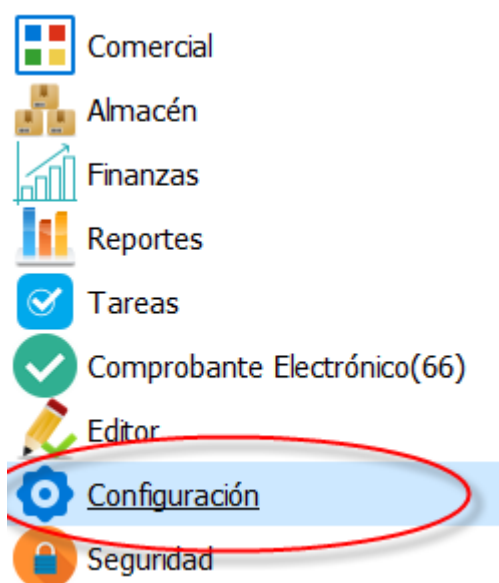 Comercial
Almacén
Finanzas
Reportes
Tareas
Comprobante Electrónico(66)
Editor
Configuración
Seguridad